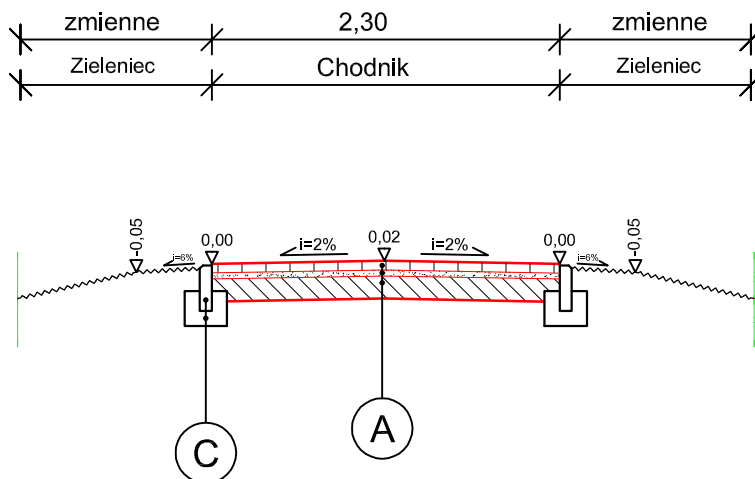 zmienne 2,30 zmienne
Zieleniec Chodnik Zieleniec
-0,05 i=6% 0,00 i=2% 0,02 i=2% 0,00 i=6% -0,05
C A